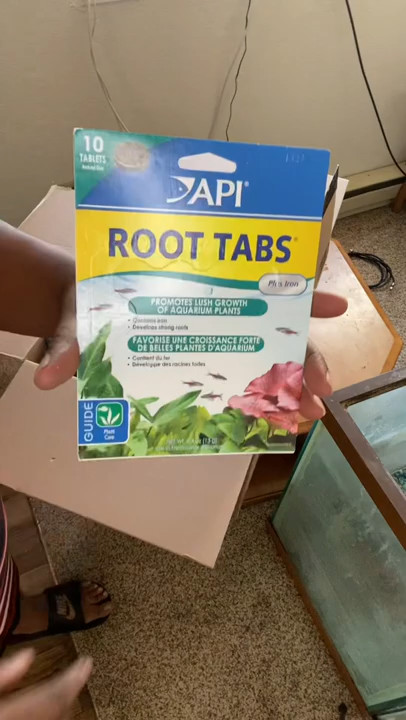 10
TABLETS
API®
ROOT TABS®
Plus Iron
PROMOTES LUSH GROWTH
OF AQUARIUM PLANTS
• Contains iron
• Develops strong roots
FAVORISE UNE CROISSANCE FORTE
DE BELLES PLANTES D'AQUARIUM
• Contient du fer
• Développe des racines fortes
GUIDE
Plant
Care